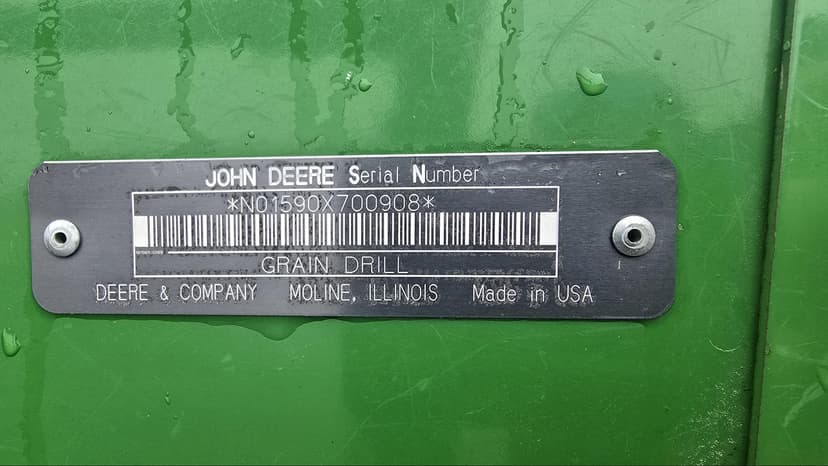 JOHN DEERE Serial Number
*N01590X700908*
GRAIN DRILL
DEERE & COMPANY MOLINE, ILLINOIS Made in USA